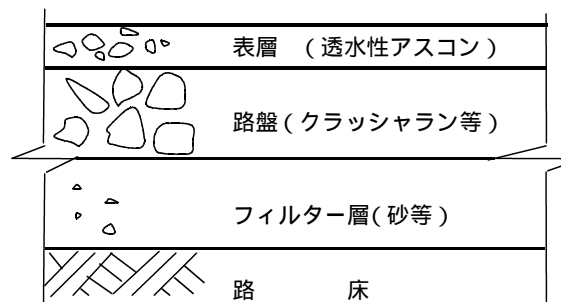 表層　（透水性アスコン）
路盤（クラッシャラン等）
フィルター層（砂等）
路　　　床